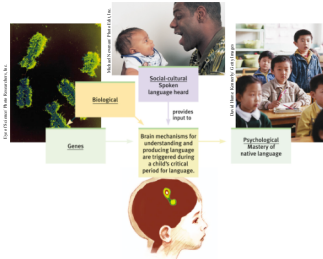 Social-cultural
Spoken
language heard
Biological
provides
input to
Genes
Brain mechanisms for
understanding and
producing language
are triggered during
a child's critical
period for language.
Psychological
Mastery of
native language